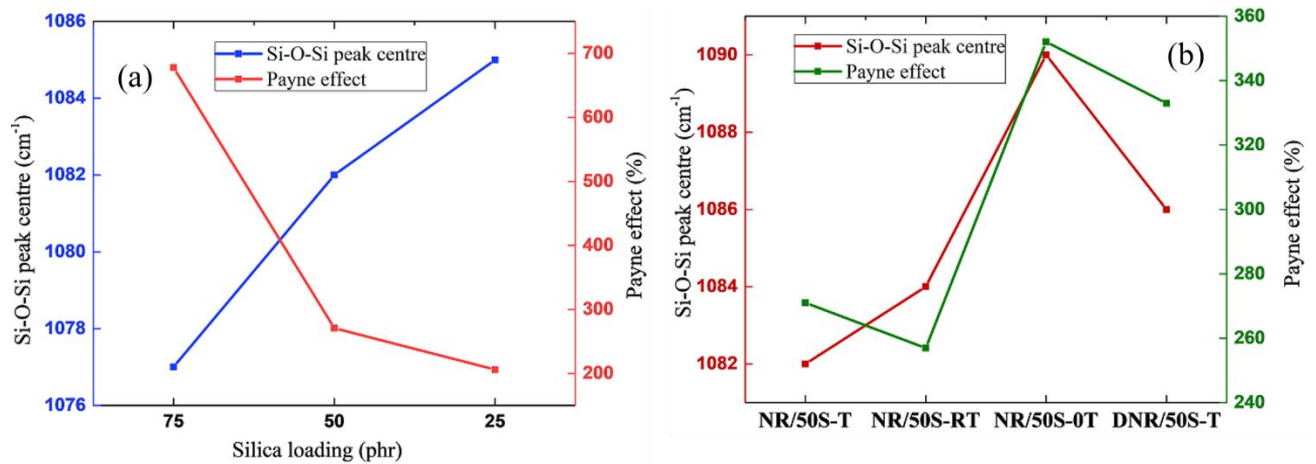 (a)
Si-O-Si peak centre
Payne effect
Si-O-Si peak centre (cm⁻¹)
1086
1084
1082
1080
1078
1076
75
50
25
Silica loading (phr)
700
600
500
400
300
200
Payne effect (%)
(b)
Si-O-Si peak centre
Payne effect
Si-O-Si peak centre (cm⁻¹)
1090
1088
1086
1084
1082
NR/50S-T
NR/50S-RT
NR/50S-0T
DNR/50S-T
360
340
320
300
280
260
240
Payne effect (%)